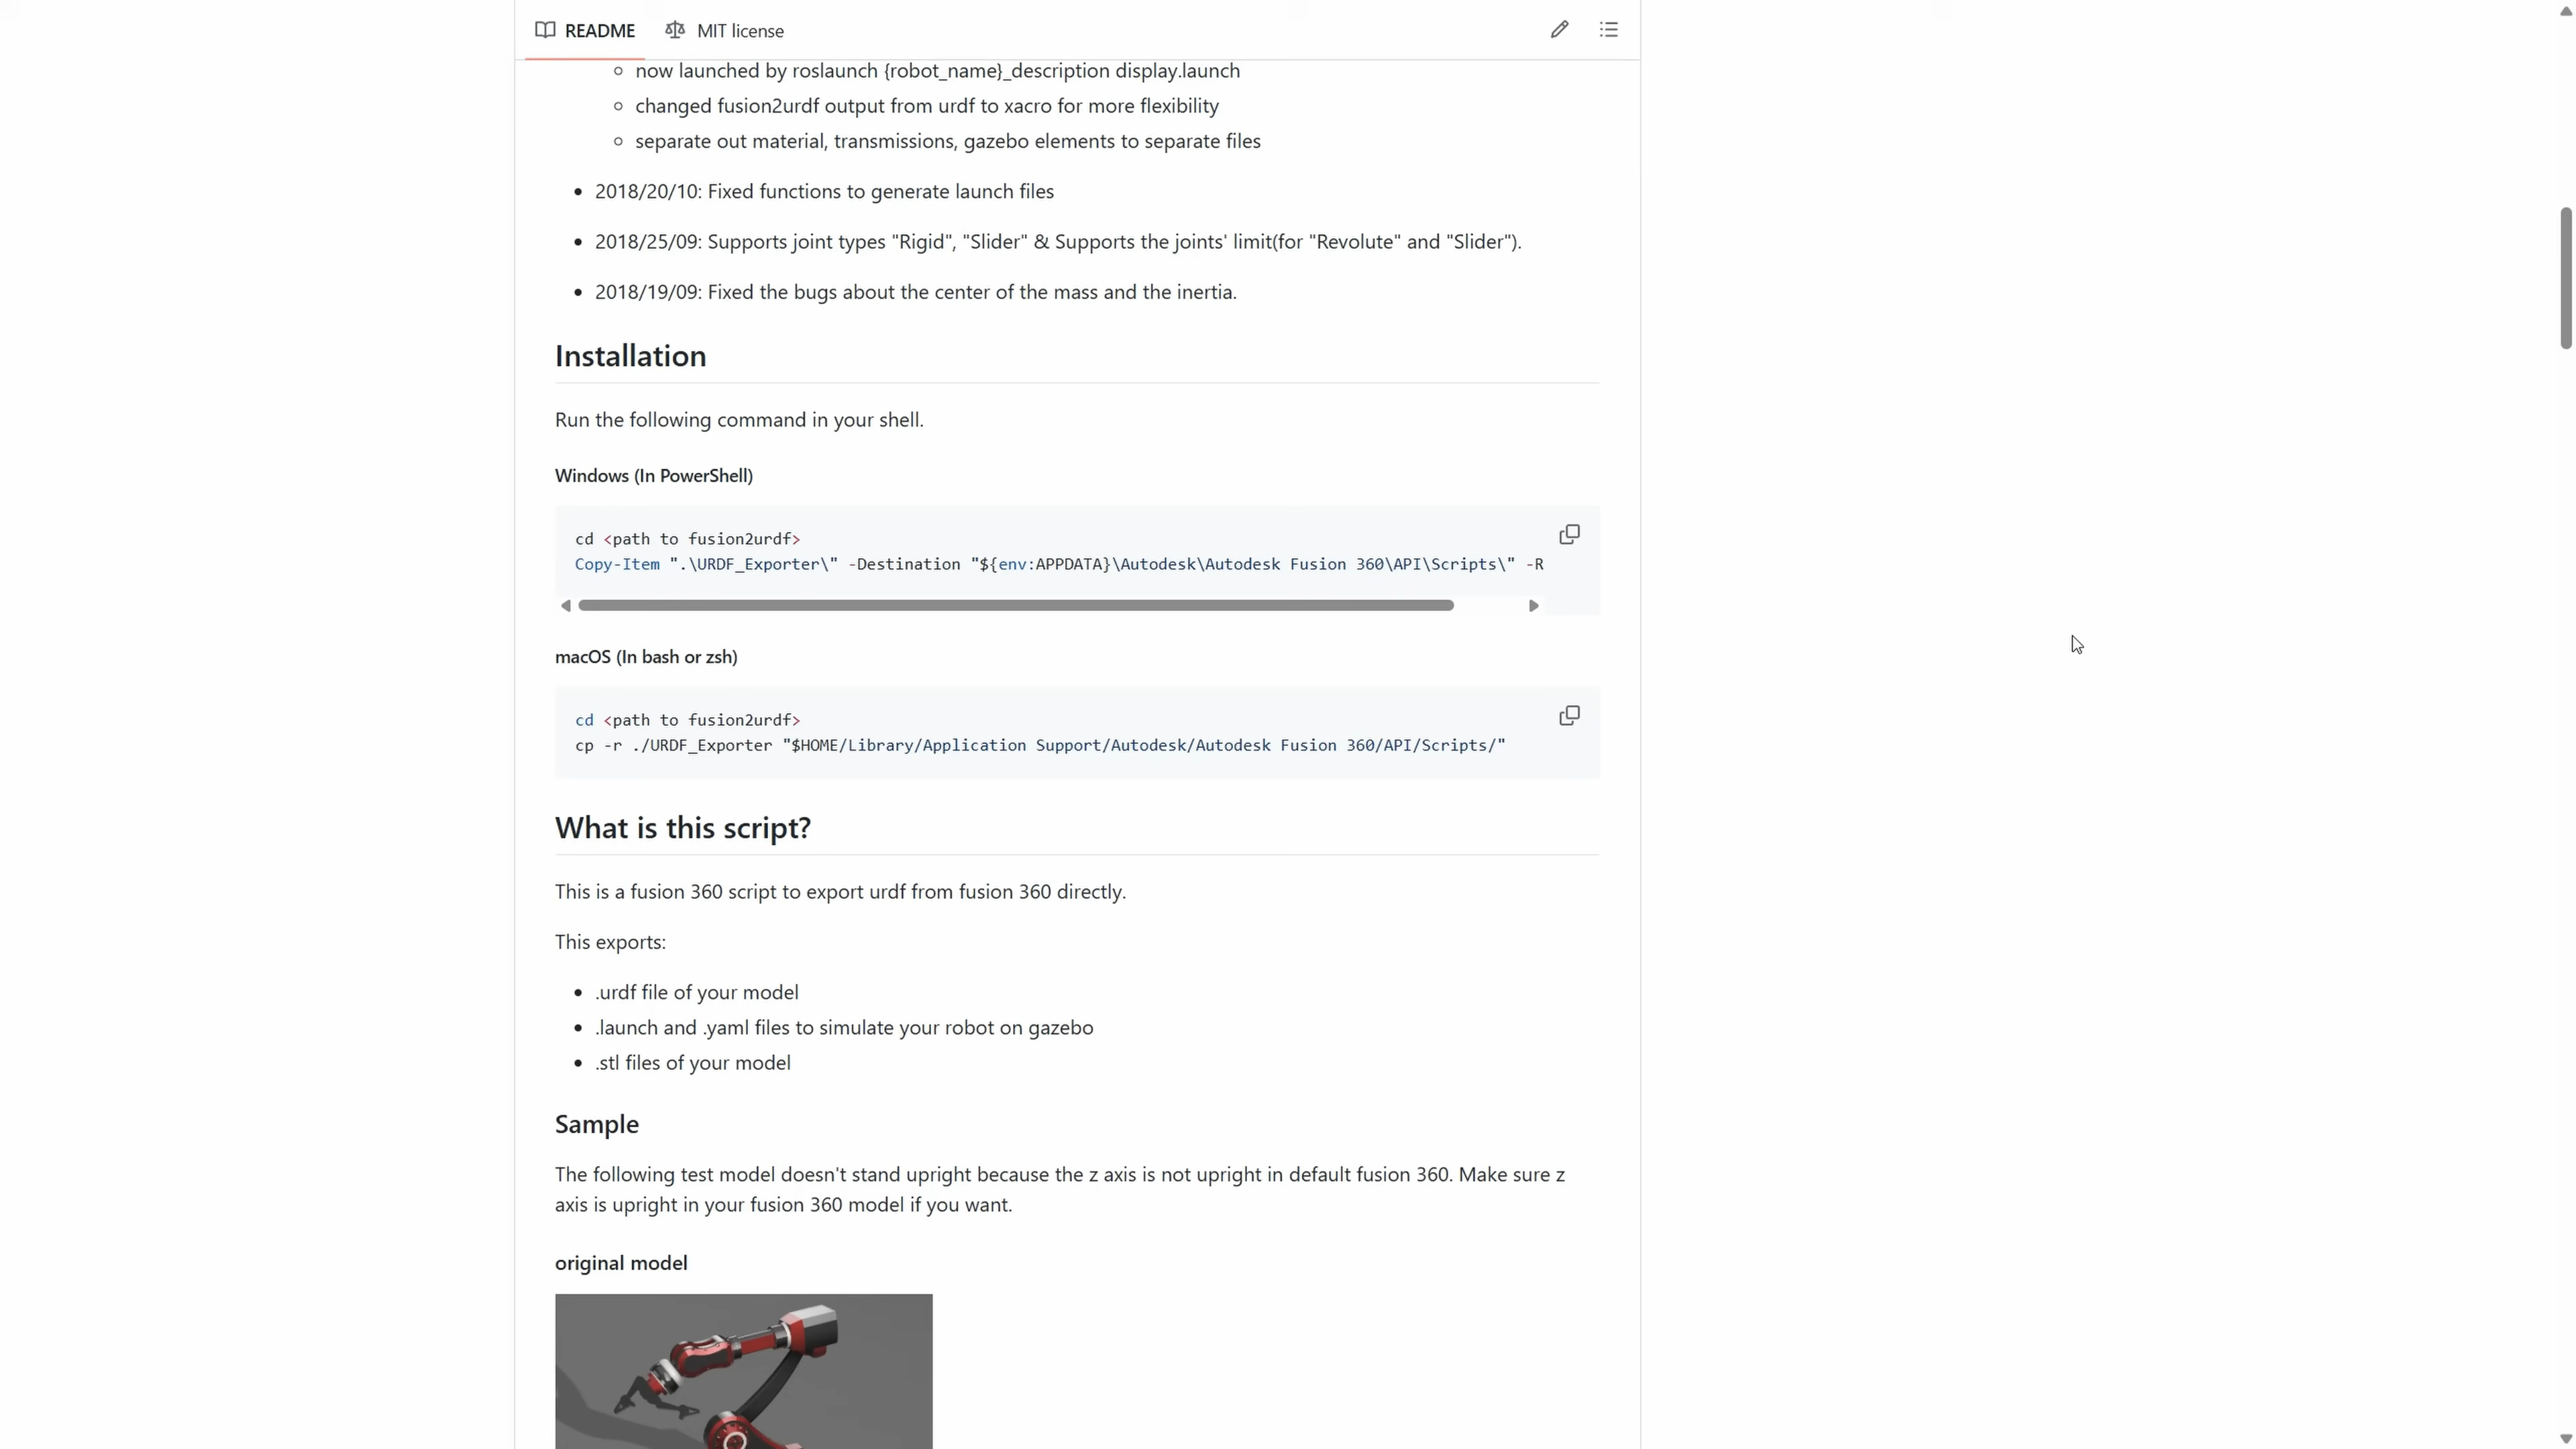 README
MIT license
now launched by roslaunch {robot_name}_description display.launch
changed fusion2urdf output from urdf to xacro for more flexibility
separate out material, transmissions, gazebo elements to separate files
2018/20/10: Fixed functions to generate launch files
2018/25/09: Supports joint types "Rigid", "Slider" & Supports the joints' limit(for "Revolute" and "Slider").
2018/19/09: Fixed the bugs about the center of the mass and the inertia.
Installation
Run the following command in your shell.
Windows (In PowerShell)
cd <path to fusion2urdf>
Copy-Item ".\URDF_Exporter\" -Destination "${env:APPDATA}\Autodesk\Autodesk Fusion 360\API\Scripts\" -R
macOS (In bash or zsh)
cd <path to fusion2urdf>
cp -r ./URDF_Exporter "$HOME/Library/Application Support/Autodesk/Autodesk Fusion 360/API/Scripts/"
What is this script?
This is a fusion 360 script to export urdf from fusion 360 directly.
This exports:
.urdf file of your model
.launch and .yaml files to simulate your robot on gazebo
.stl files of your model
Sample
The following test model doesn't stand upright because the z axis is not upright in default fusion 360. Make sure z
axis is upright in your fusion 360 model if you want.
original model